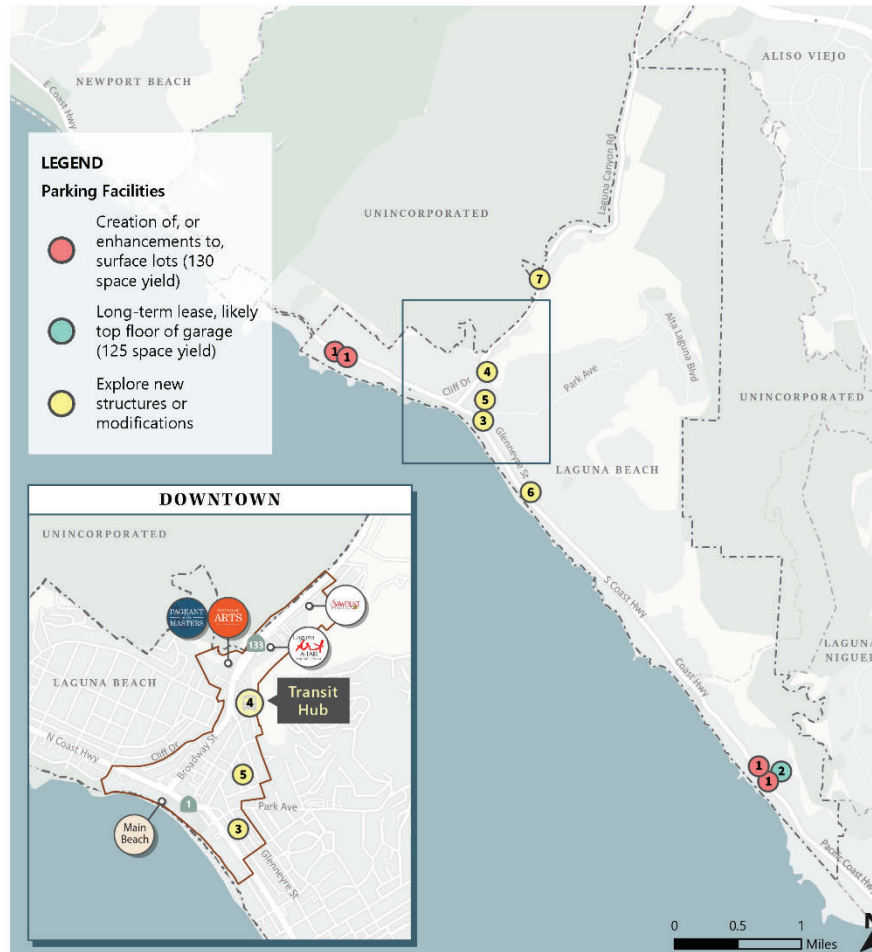 NEWPORT BEACH
ALISO VIEJO
E Coast Hwy
LEGEND
Parking Facilities
Creation of, or
enhancements to,
surface lots (130
space yield)
Long-term lease, likely
top floor of garage
(125 space yield)
Explore new
structures or
modifications
UNINCORPORATED
Laguna Canyon Rd
7
1
1
4
Cliff Dr
5
3
Park Ave
Alta Laguna Blvd
UNINCORPORATED
Glenneyre St
LAGUNA BEACH
6
S Coast Hwy
LAGUNA
NIGUEL
Coast Hwy
1
2
1
Pacific Coast Hwy
DOWNTOWN
UNINCORPORATED
PAGEANT
MASTERS
ARTS
SAWDUST
133
Laguna
LAGUNA BEACH
4
Transit
Hub
N Coast Hwy
Cliff Dr
Broadway St
5
1
Park Ave
Main
Beach
3
Glenneyre St
0 0.5 1
Miles
N